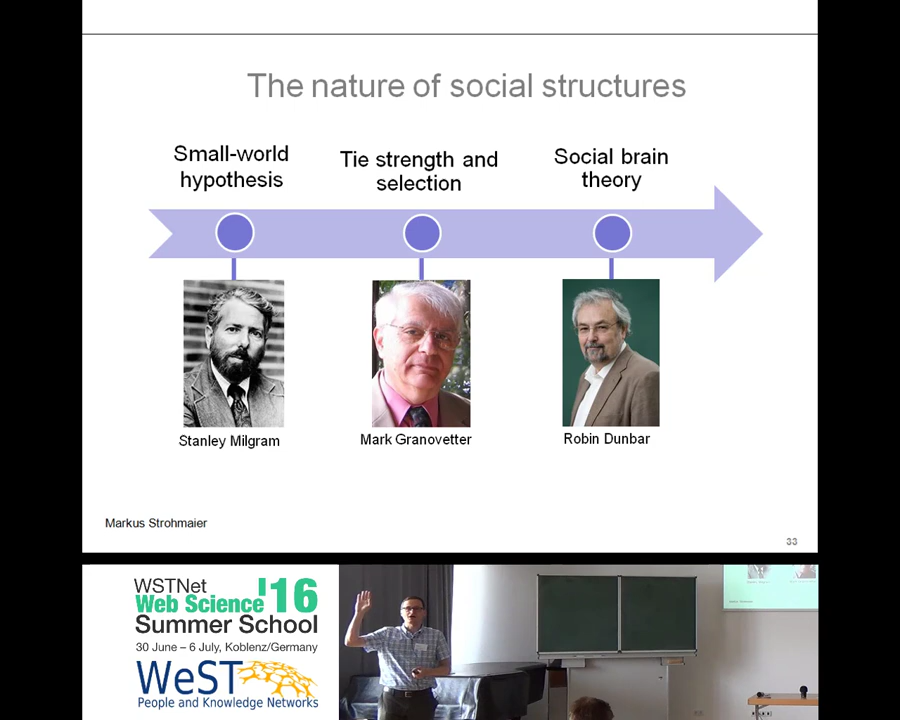 The nature of social structures
Small-world
hypothesis
Tie strength and
selection
Social brain
theory
Stanley Milgram
Mark Granovetter
Robin Dunbar
Markus Strohmaier
33
WSTNet
Web Science '16
Summer School
30 June – 6 July, Koblenz/Germany
WeST
People and Knowledge Networks